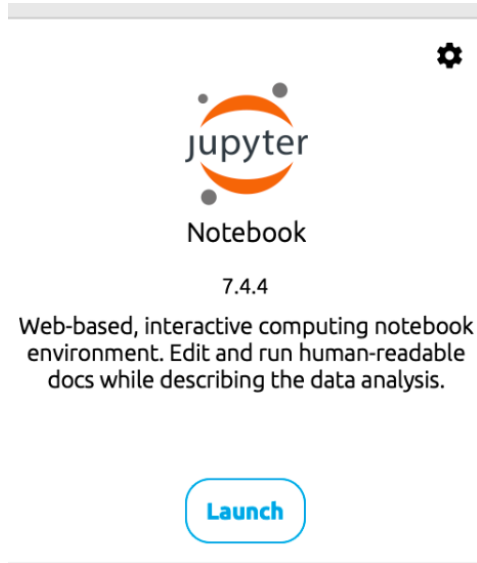 jupyter
Notebook
7.4.4
Web-based, interactive computing notebook
environment. Edit and run human-readable
docs while describing the data analysis.
Launch